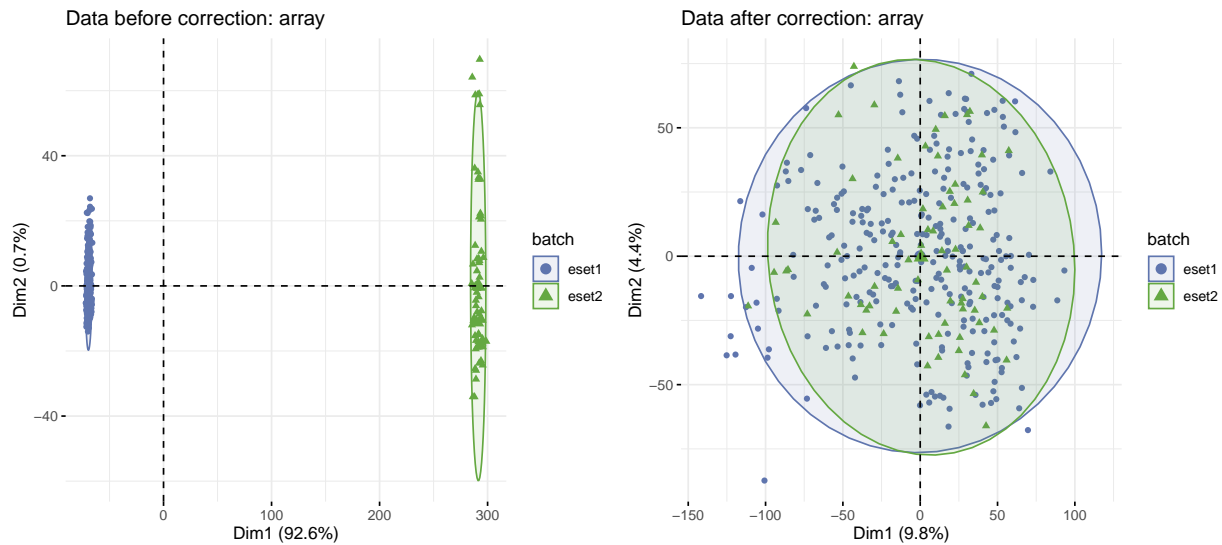 Data before correction: array
40
0
−40
Dim2 (0.7%)
0
100
200
300
Dim1 (92.6%)
batch
eset1
eset2
Data after correction: array
50
0
−50
Dim2 (4.4%)
−150
−100
−50
0
50
100
Dim1 (9.8%)
batch
eset1
eset2